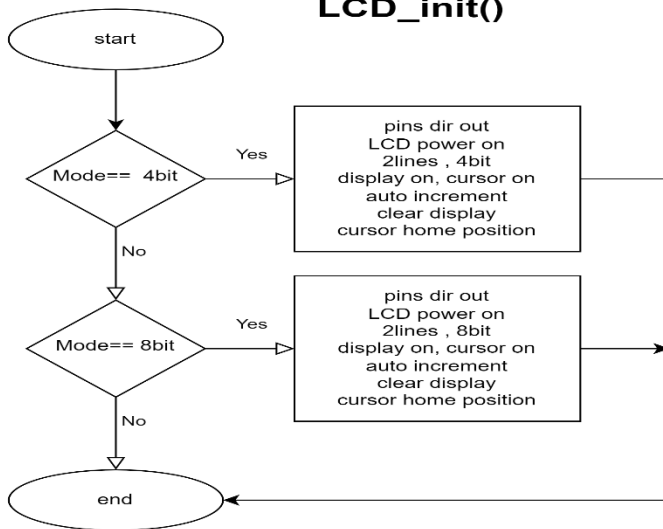 LCD_init()
start
Mode== 4bit
Yes
pins dir out
LCD power on
2lines , 4bit
display on, cursor on
auto increment
clear display
cursor home position
No
Mode== 8bit
Yes
pins dir out
LCD power on
2lines , 8bit
display on, cursor on
auto increment
clear display
cursor home position
No
end